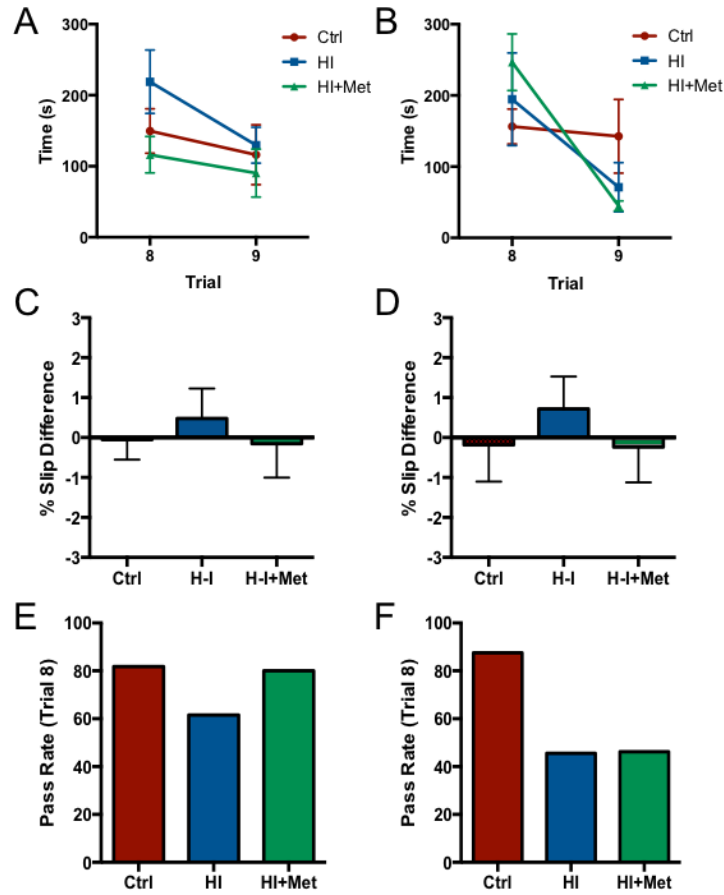 A
300
200
100
0
Time (s)
8
9
Trial
Ctrl
HI
HI+Met
B
300
200
100
0
Time (s)
8
9
Trial
Ctrl
HI
HI+Met
C
3
2
1
0
-1
-2
-3
% Slip Difference
Ctrl
H-I
H-I+Met
D
3
2
1
0
-1
-2
-3
% Slip Difference
Ctrl
H-I
H-I+Met
E
100
80
60
40
20
0
Pass Rate (Trial 8)
Ctrl
HI
HI+Met
F
100
80
60
40
20
0
Pass Rate (Trial 8)
Ctrl
HI
HI+Met